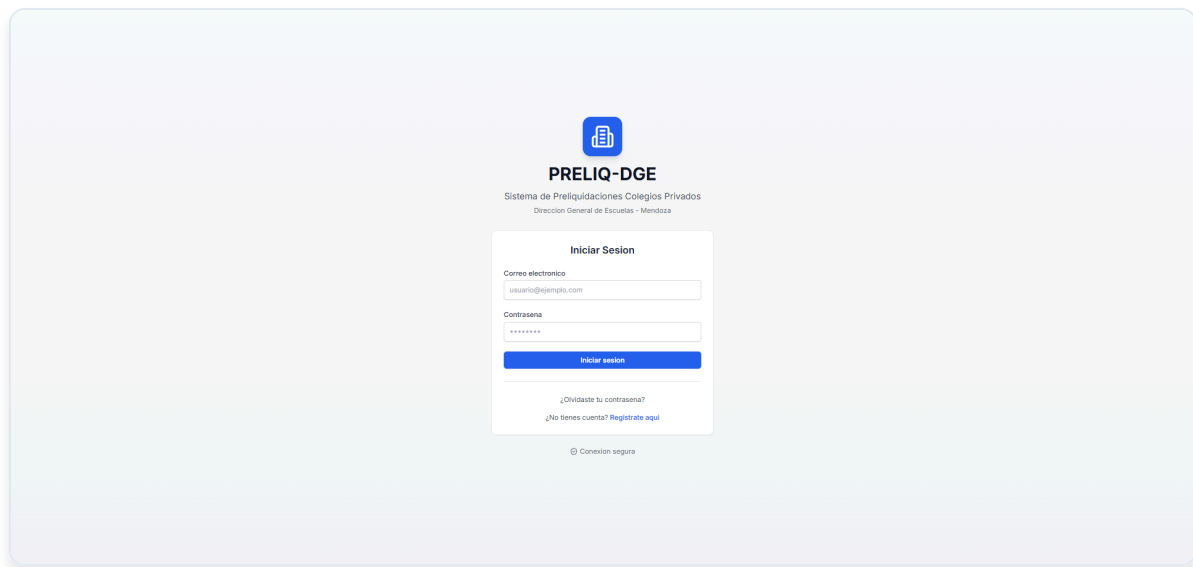 PRELIQ-DGE
Sistema de Preliquidaciones Colegios Privados
Direccion General de Escuelas - Mendoza
Iniciar Sesion
Correo electronico
usuario@ejemplo.com
Contrasena
••••••••
Iniciar sesion
¿Olvidaste tu contrasena?
¿No tienes cuenta? Registrate aqui
Conexion segura